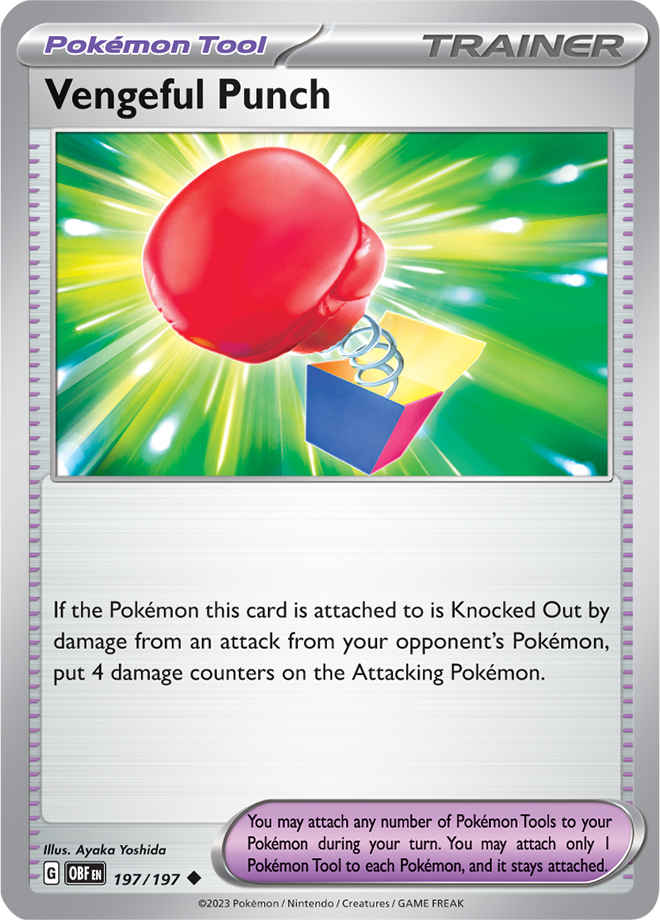 Pokémon Tool
TRAINER
Vengeful Punch
If the Pokémon this card is attached to is Knocked Out by
damage from an attack from your opponent's Pokémon,
put 4 damage counters on the Attacking Pokémon.
You may attach any number of Pokémon Tools to your
Pokémon during your turn. You may attach only 1
Pokémon Tool to each Pokémon, and it stays attached.
Illus. Ayaka Yoshida
G OBF EN 197/197 ◆
©2023 Pokémon / Nintendo / Creatures / GAME FREAK